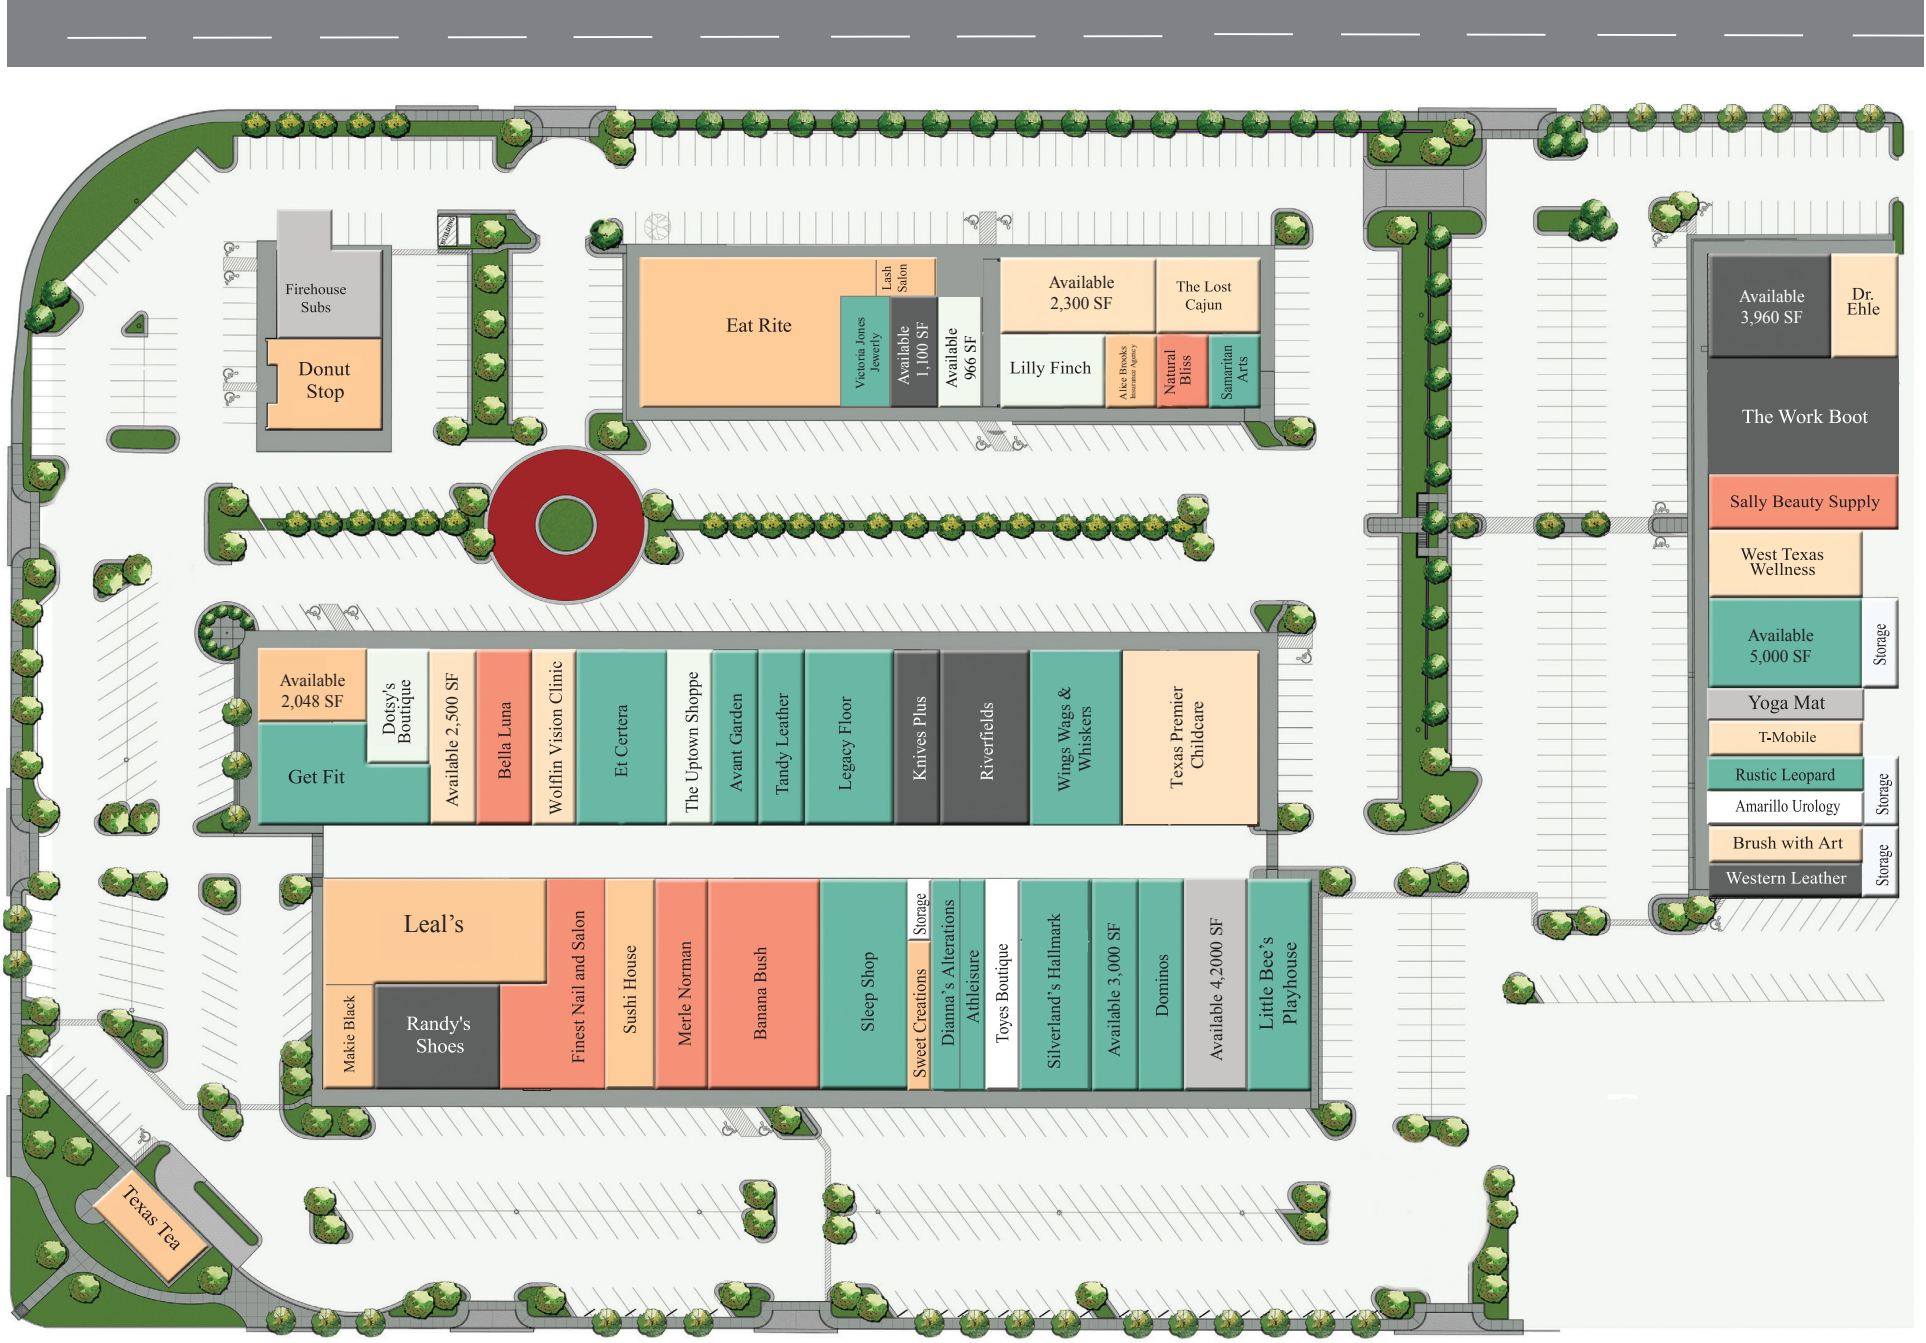 BUILDING
Firehouse
Subs
Donut
Stop
Eat Rite
Lash
Salon
Victoria Jones
Jewerly
Available
1,100 SF
Available
966 SF
Available
2,300 SF
The Lost
Cajun
Lilly Finch
Alice Brooks
Insurance Agency
Natural
Bliss
Samaritan
Arts
Available
3,960 SF
Dr.
Ehle
The Work Boot
Sally Beauty Supply
West Texas
Wellness
Available
5,000 SF
Storage
Yoga Mat
T-Mobile
Rustic Leopard
Amarillo Urology
Storage
Brush with Art
Western Leather
Storage
Available
2,048 SF
Get Fit
Dotsy's
Boutique
Available 2,500 SF
Bella Luna
Wolflin Vision Clinic
Et Certera
The Uptown Shoppe
Avant Garden
Tandy Leather
Legacy Floor
Knives Plus
Riverfields
Wings Wags &
Whiskers
Texas Premier
Childcare
Leal's
Makie Black
Randy's
Shoes
Finest Nail and Salon
Sushi House
Merle Norman
Banana Bush
Sleep Shop
Storage
Sweet Creations
Dianna's Alterations
Athleisure
Toyes Boutique
Silverland's Hallmark
Available 3,000 SF
Dominos
Available 4,2000 SF
Little Bee's
Playhouse
Texas Tea